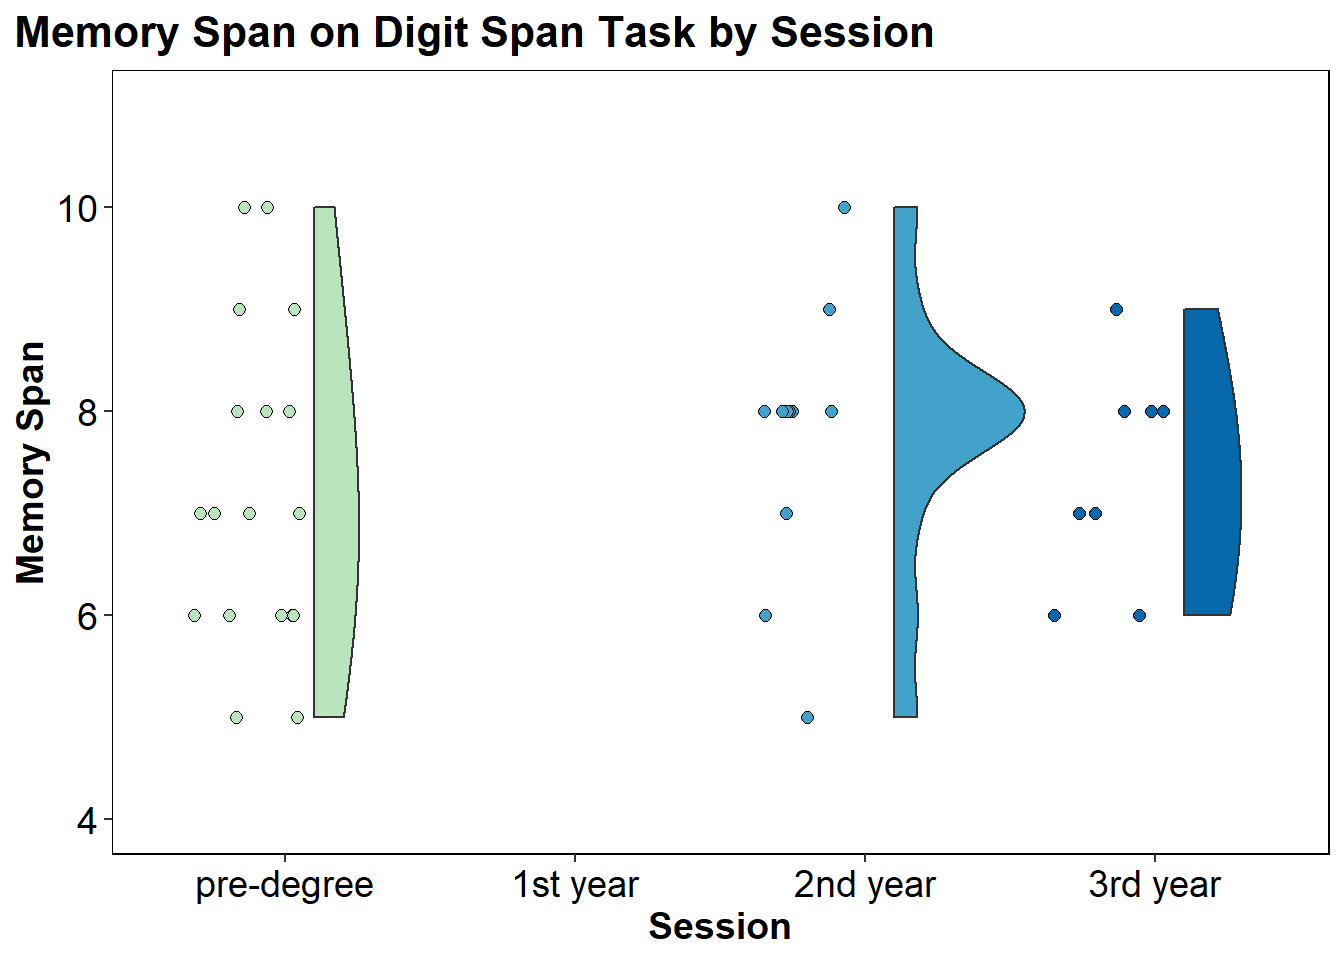 Memory Span on Digit Span Task by Session
Memory Span
10
8
6
4
pre-degree 1st year 2nd year 3rd year
Session